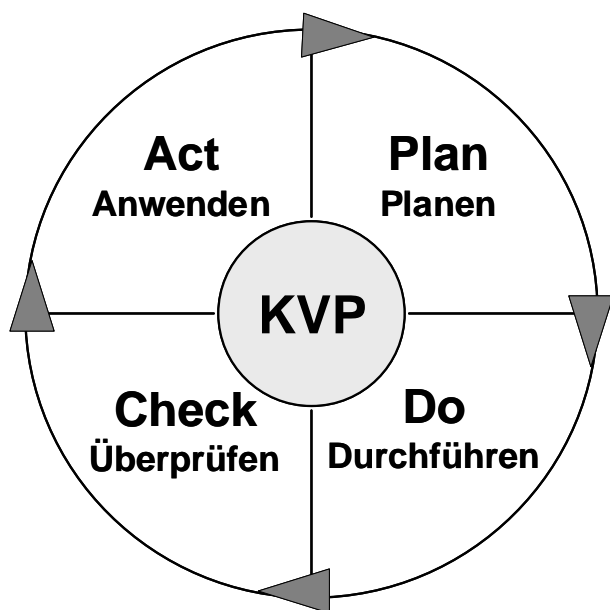 Act
Anwenden
Plan
Planen
KVP
Check
Überprüfen
Do
Durchführen